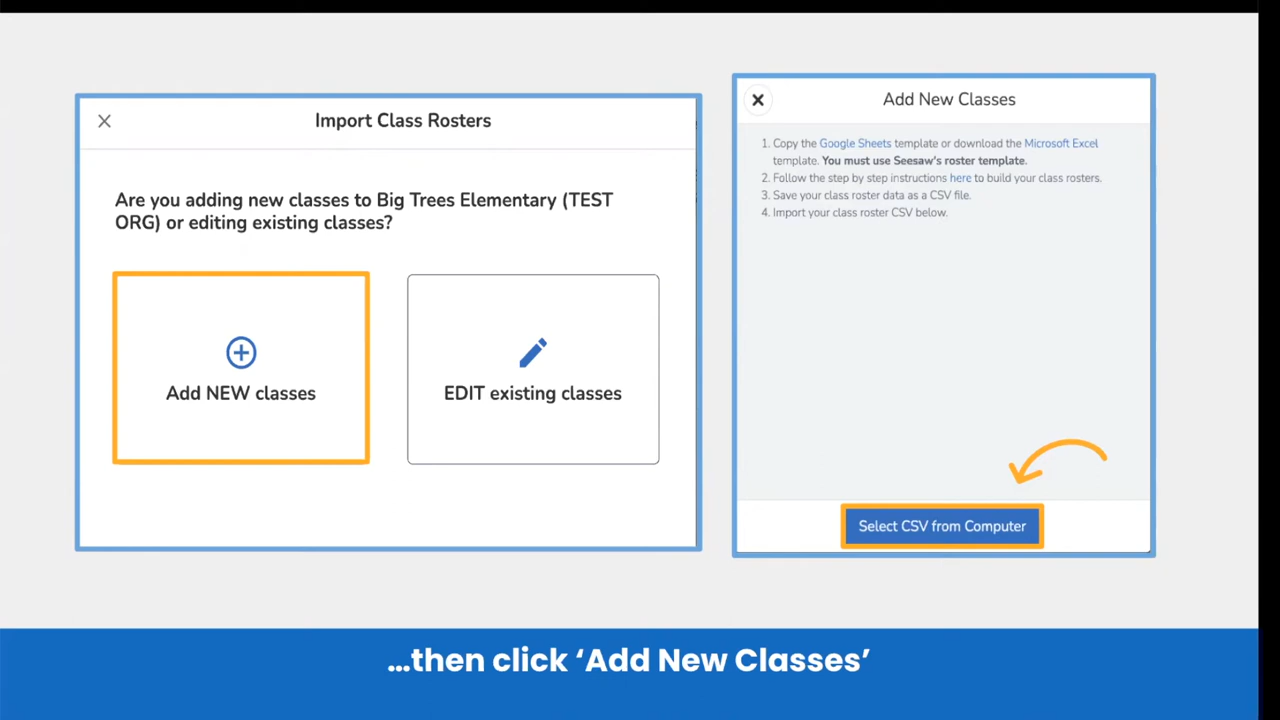 Import Class Rosters
Are you adding new classes to Big Trees Elementary (TEST
ORG) or editing existing classes?
Add NEW classes
EDIT existing classes
Add New Classes
1. Copy the Google Sheets template or download the Microsoft Excel
template. You must use Seesaw's roster template.
2. Follow the step by step instructions here to build your class rosters.
3. Save your class roster data as a CSV file.
4. Import your class roster CSV below.
Select CSV from Computer
...then click ‘Add New Classes’